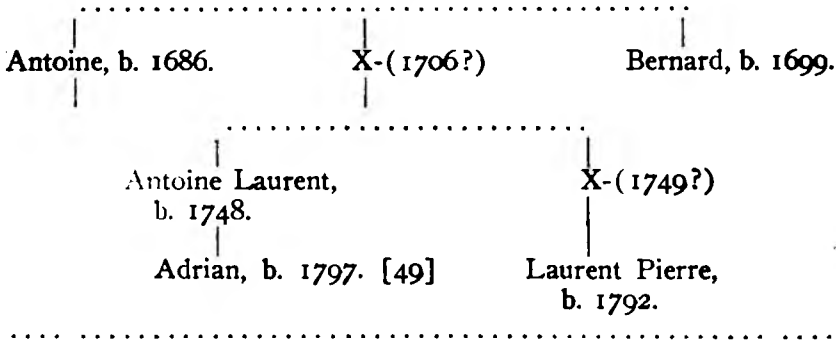 Antoine, b. 1686. X-(1706?) Bernard, b. 1699.
Antoine Laurent, X-(1749?)
b. 1748.
Adrian, b. 1797. [49] Laurent Pierre,
b. 1792.